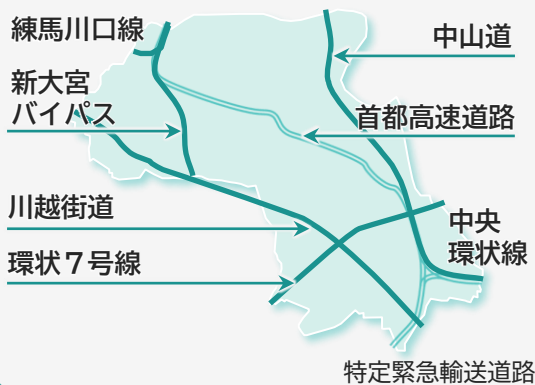 練馬川口線
中山道
新大宮
バイパス
首都高速道路
川越街道
中央
環状線
環状７号線
特定緊急輸送道路